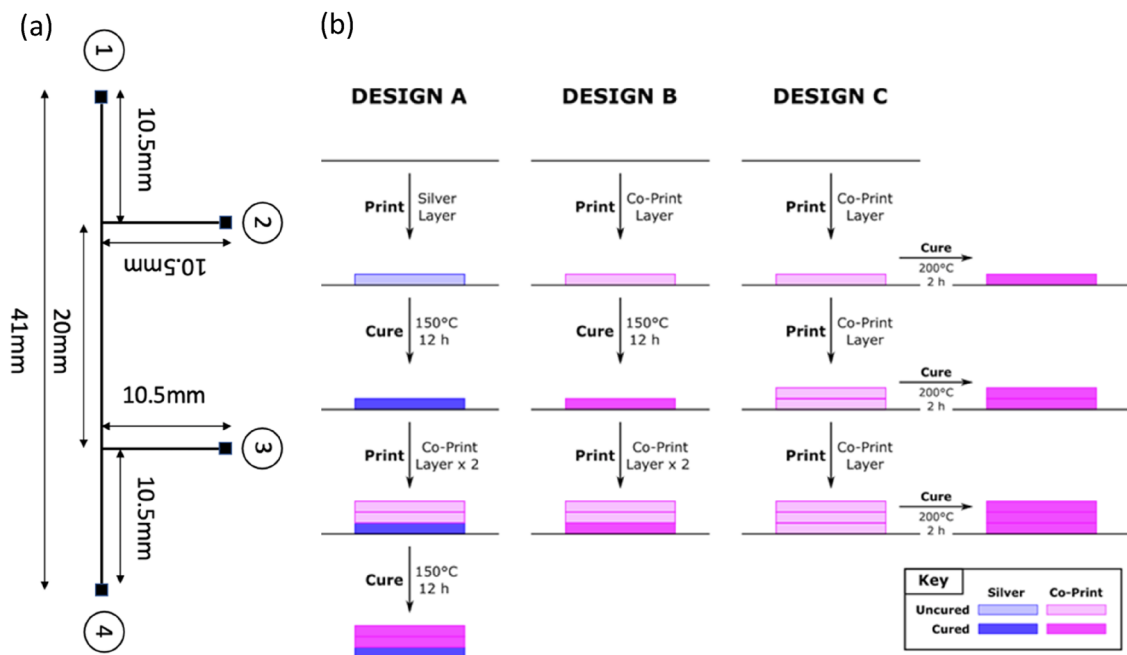 (a)
1
10.5mm
2
10.5mm
20mm
41mm
10.5mm
3
10.5mm
4
(b)
DESIGN A
DESIGN B
DESIGN C
Print
Silver
Layer
Print
Co-Print
Layer
Print
Co-Print
Layer
Cure
200°C
2 h
Cure
150°C
12 h
Cure
150°C
12 h
Print
Co-Print
Layer
Cure
200°C
2 h
Print
Co-Print
Layer x 2
Print
Co-Print
Layer x 2
Print
Co-Print
Layer
Cure
200°C
2 h
Cure
150°C
12 h
Key
Silver
Co-Print
Uncured
Cured